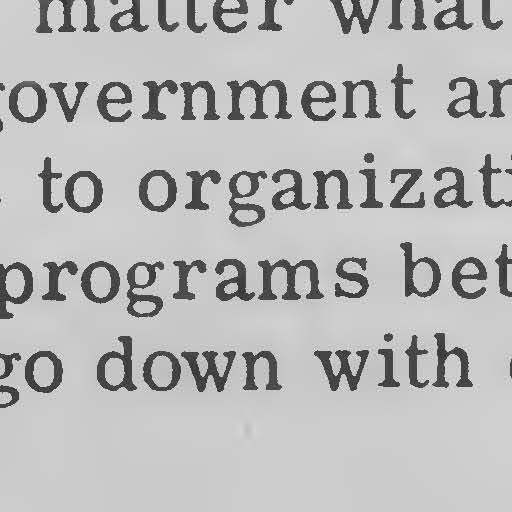 matter what
government an
to organizati
programs bet
go down with